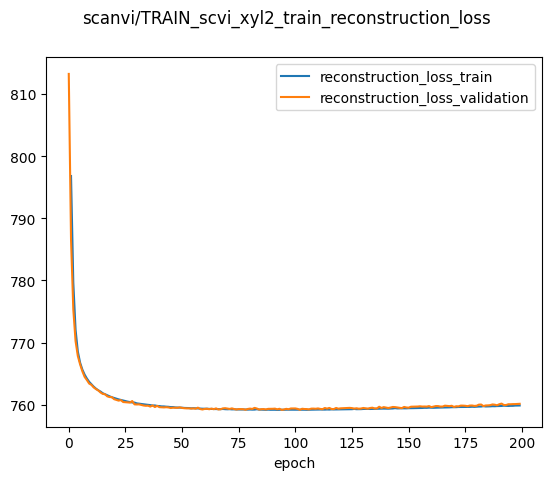 scanvi/TRAIN_scvi_xyl2_train_reconstruction_loss
reconstruction_loss_train
reconstruction_loss_validation
810
800
790
780
770
760
0 25 50 75 100 125 150 175 200
epoch